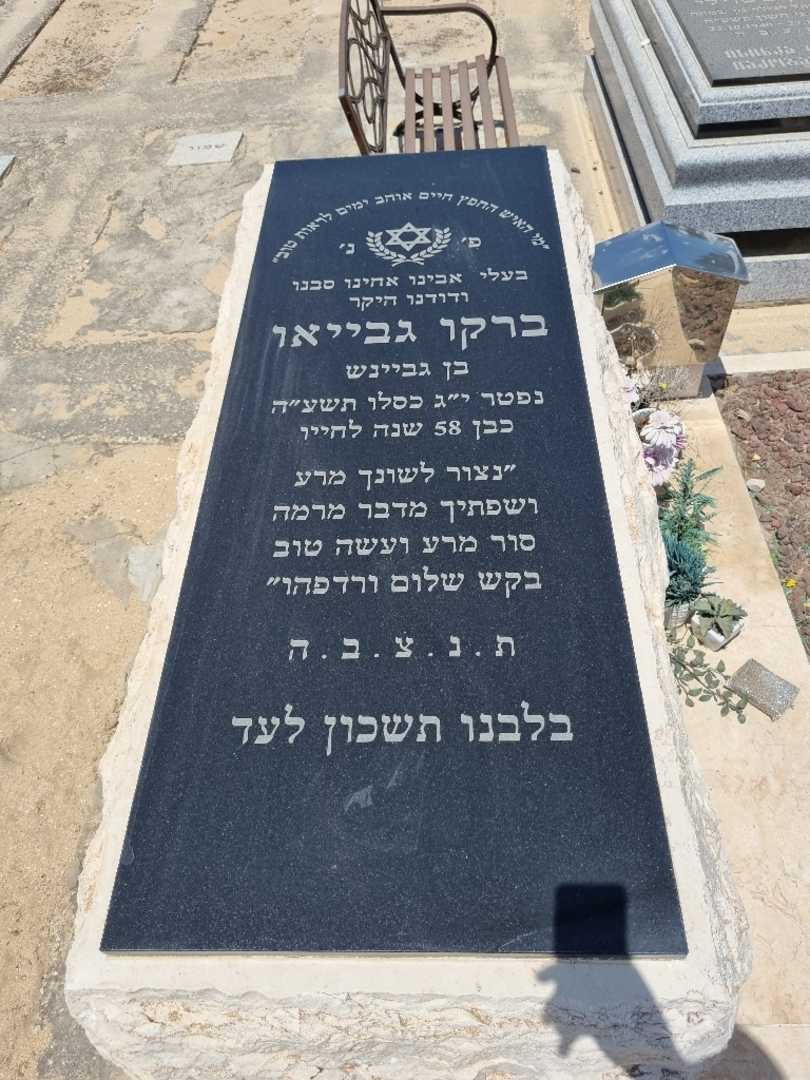 "מי האיש החפץ חיים אוהב ימים לראות טוב"
פ׳ נ׳
בעלי אבינו אחינו סבנו
ודודנו היקר
ברקו גבייאו
בן גביינש
נפטר י״ג כסלו תשע״ה
כבן 58 שנה לחייו
״נצור לשונך מרע
ושפתיך מדבר מרמה
סור מרע ועשה טוב
בקש שלום ורדפהו״
ת . נ . צ . ב . ה
בלבנו תשכון לעד